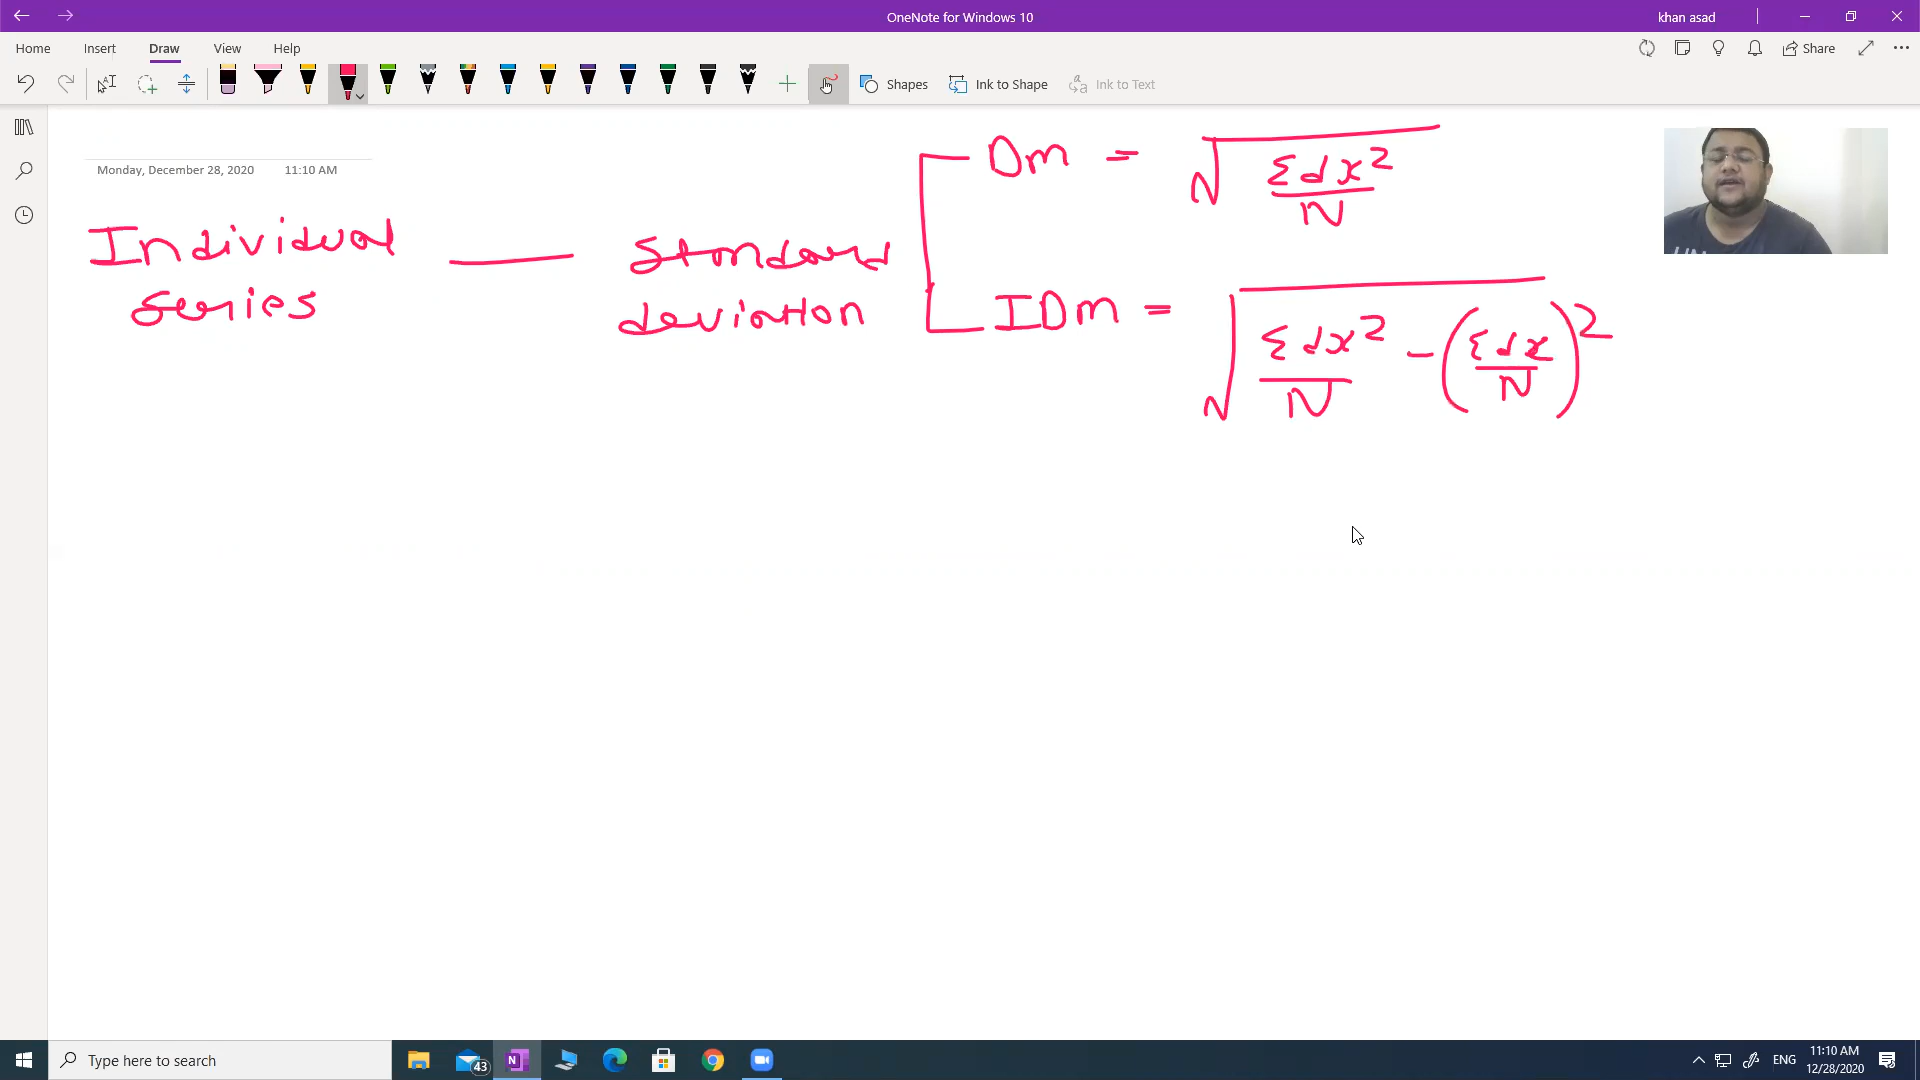 OneNote for Windows 10
khan asad
Home Insert Draw View Help
Share
Shapes Ink to Shape Ink to Text
Monday, December 28, 2020 11:10 AM
Individual series — Standard deviation
Dm = √(Σdx²/N)
IDm = √(Σdx²/N - (Σdx/N)²)
Type here to search
43
N
ENG
11:10 AM
12/28/2020